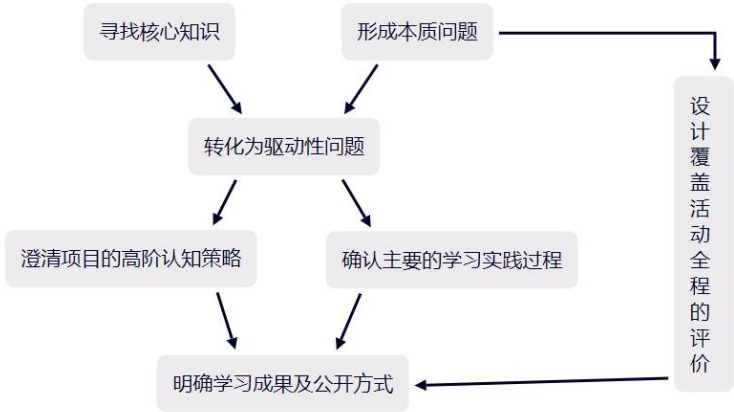 寻找核心知识
形成本质问题
转化为驱动性问题
澄清项目的高阶认知策略
确认主要的学习实践过程
明确学习成果及公开方式
设计覆盖活动全程的评价